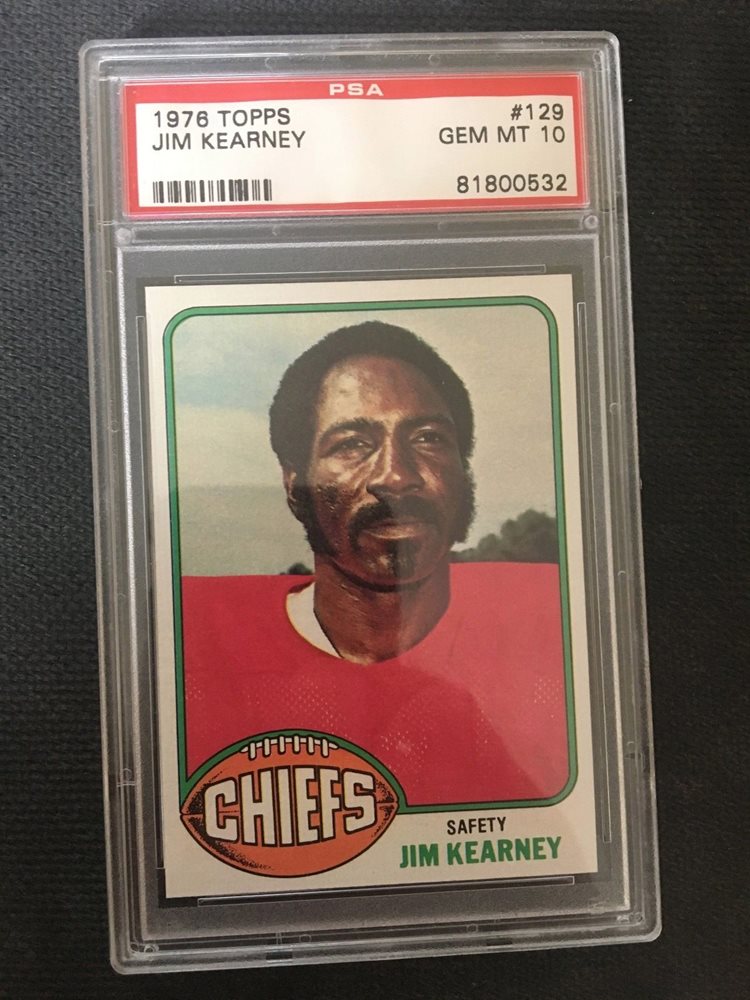 PSA
1976 TOPPS #129
JIM KEARNEY GEM MT 10
81800532
CHIEFS
SAFETY
JIM KEARNEY